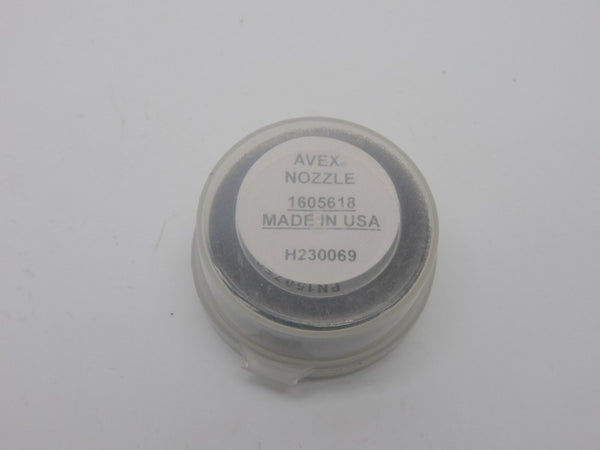 AVEX
NOZZLE
1605618
MADE IN USA
H230069